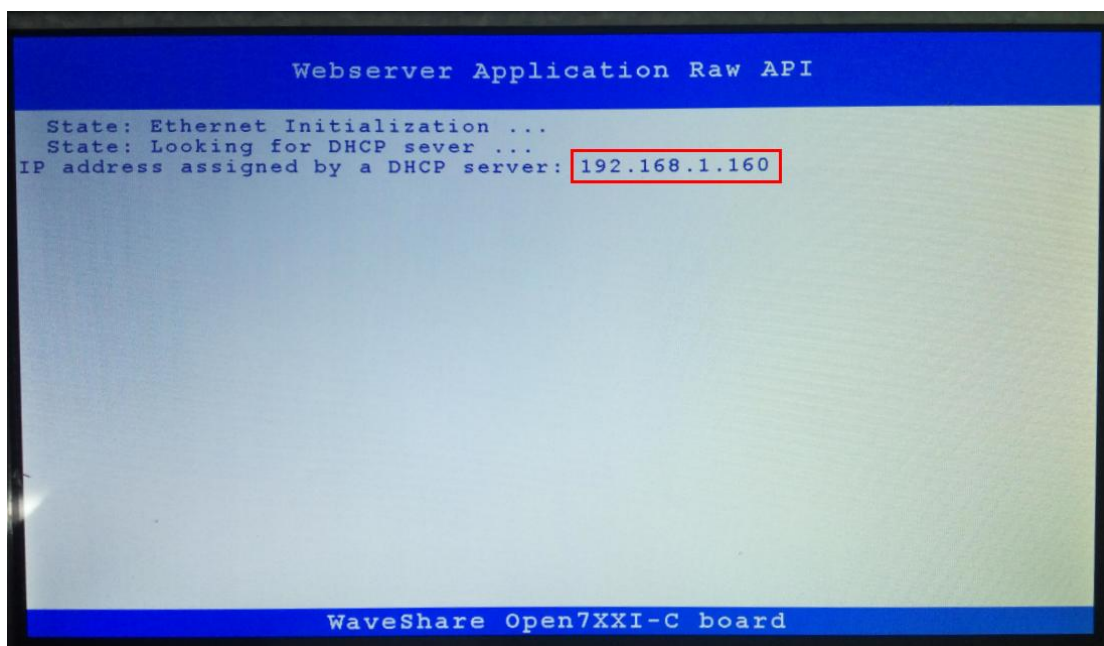 Webserver Application Raw API
State: Ethernet Initialization ...
State: Looking for DHCP sever ...
IP address assigned by a DHCP server: 192.168.1.160
WaveShare Open7XXI-C board